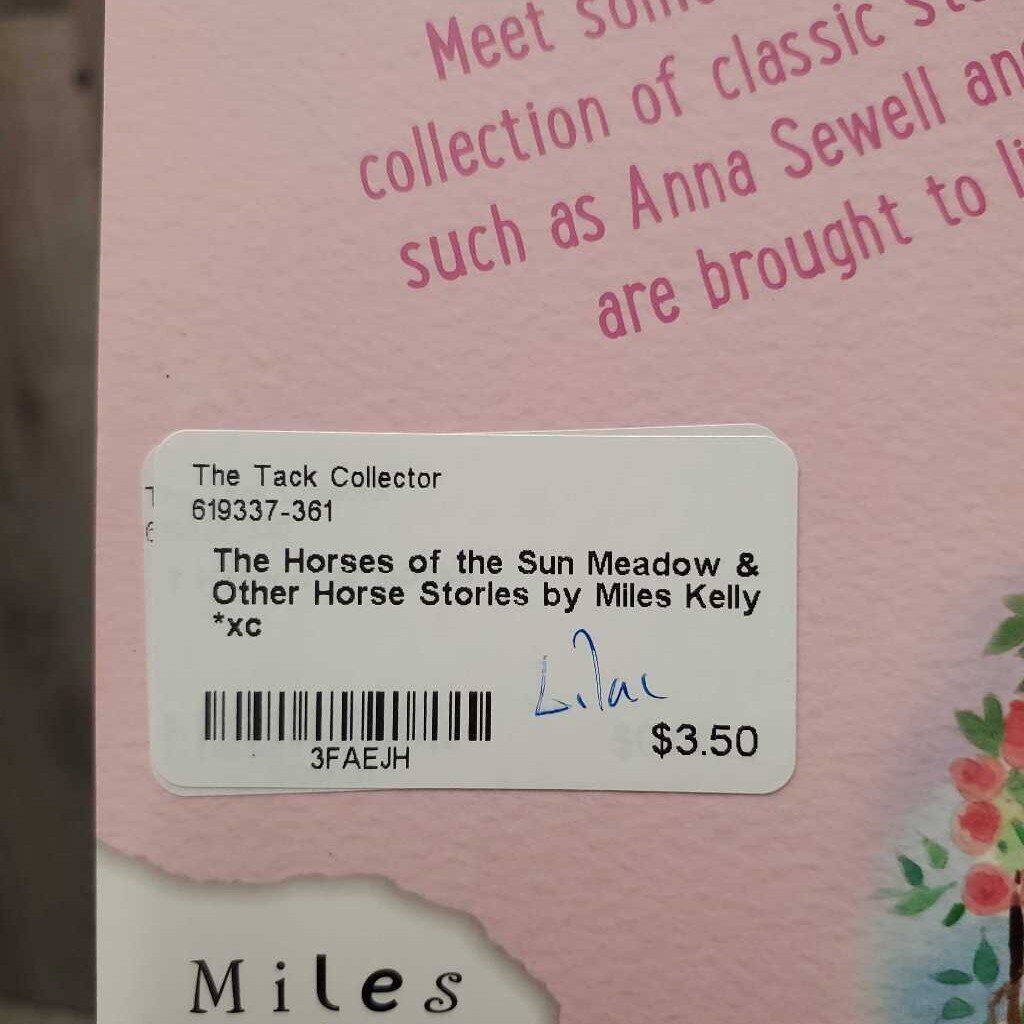 Meet
collection of classic
such as Anna Sewell
are brought to
The Tack Collector
619337-361
The Horses of the Sun Meadow &
Other Horse Stories by Miles Kelly
*xc
Lilac
3FAEJH
$3.50
Miles